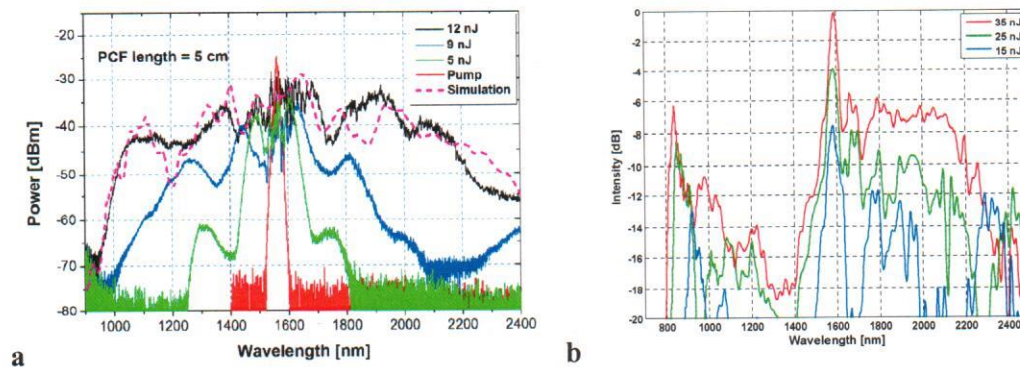 -20
-30
-40
-50
-60
-70
-80
Power [dBm]
PCF length = 5 cm
12 nJ
9 nJ
5 nJ
Pump
Simulation
1000 1200 1400 1600 1800 2000 2200 2400
Wavelength [nm]
a
b
0
-2
-4
-6
-8
-10
-12
-14
-16
-18
-20
Intensity [dB]
35 nJ
25 nJ
15 nJ
800 1000 1200 1400 1600 1800 2000 2200 2400
Wavelength [nm]